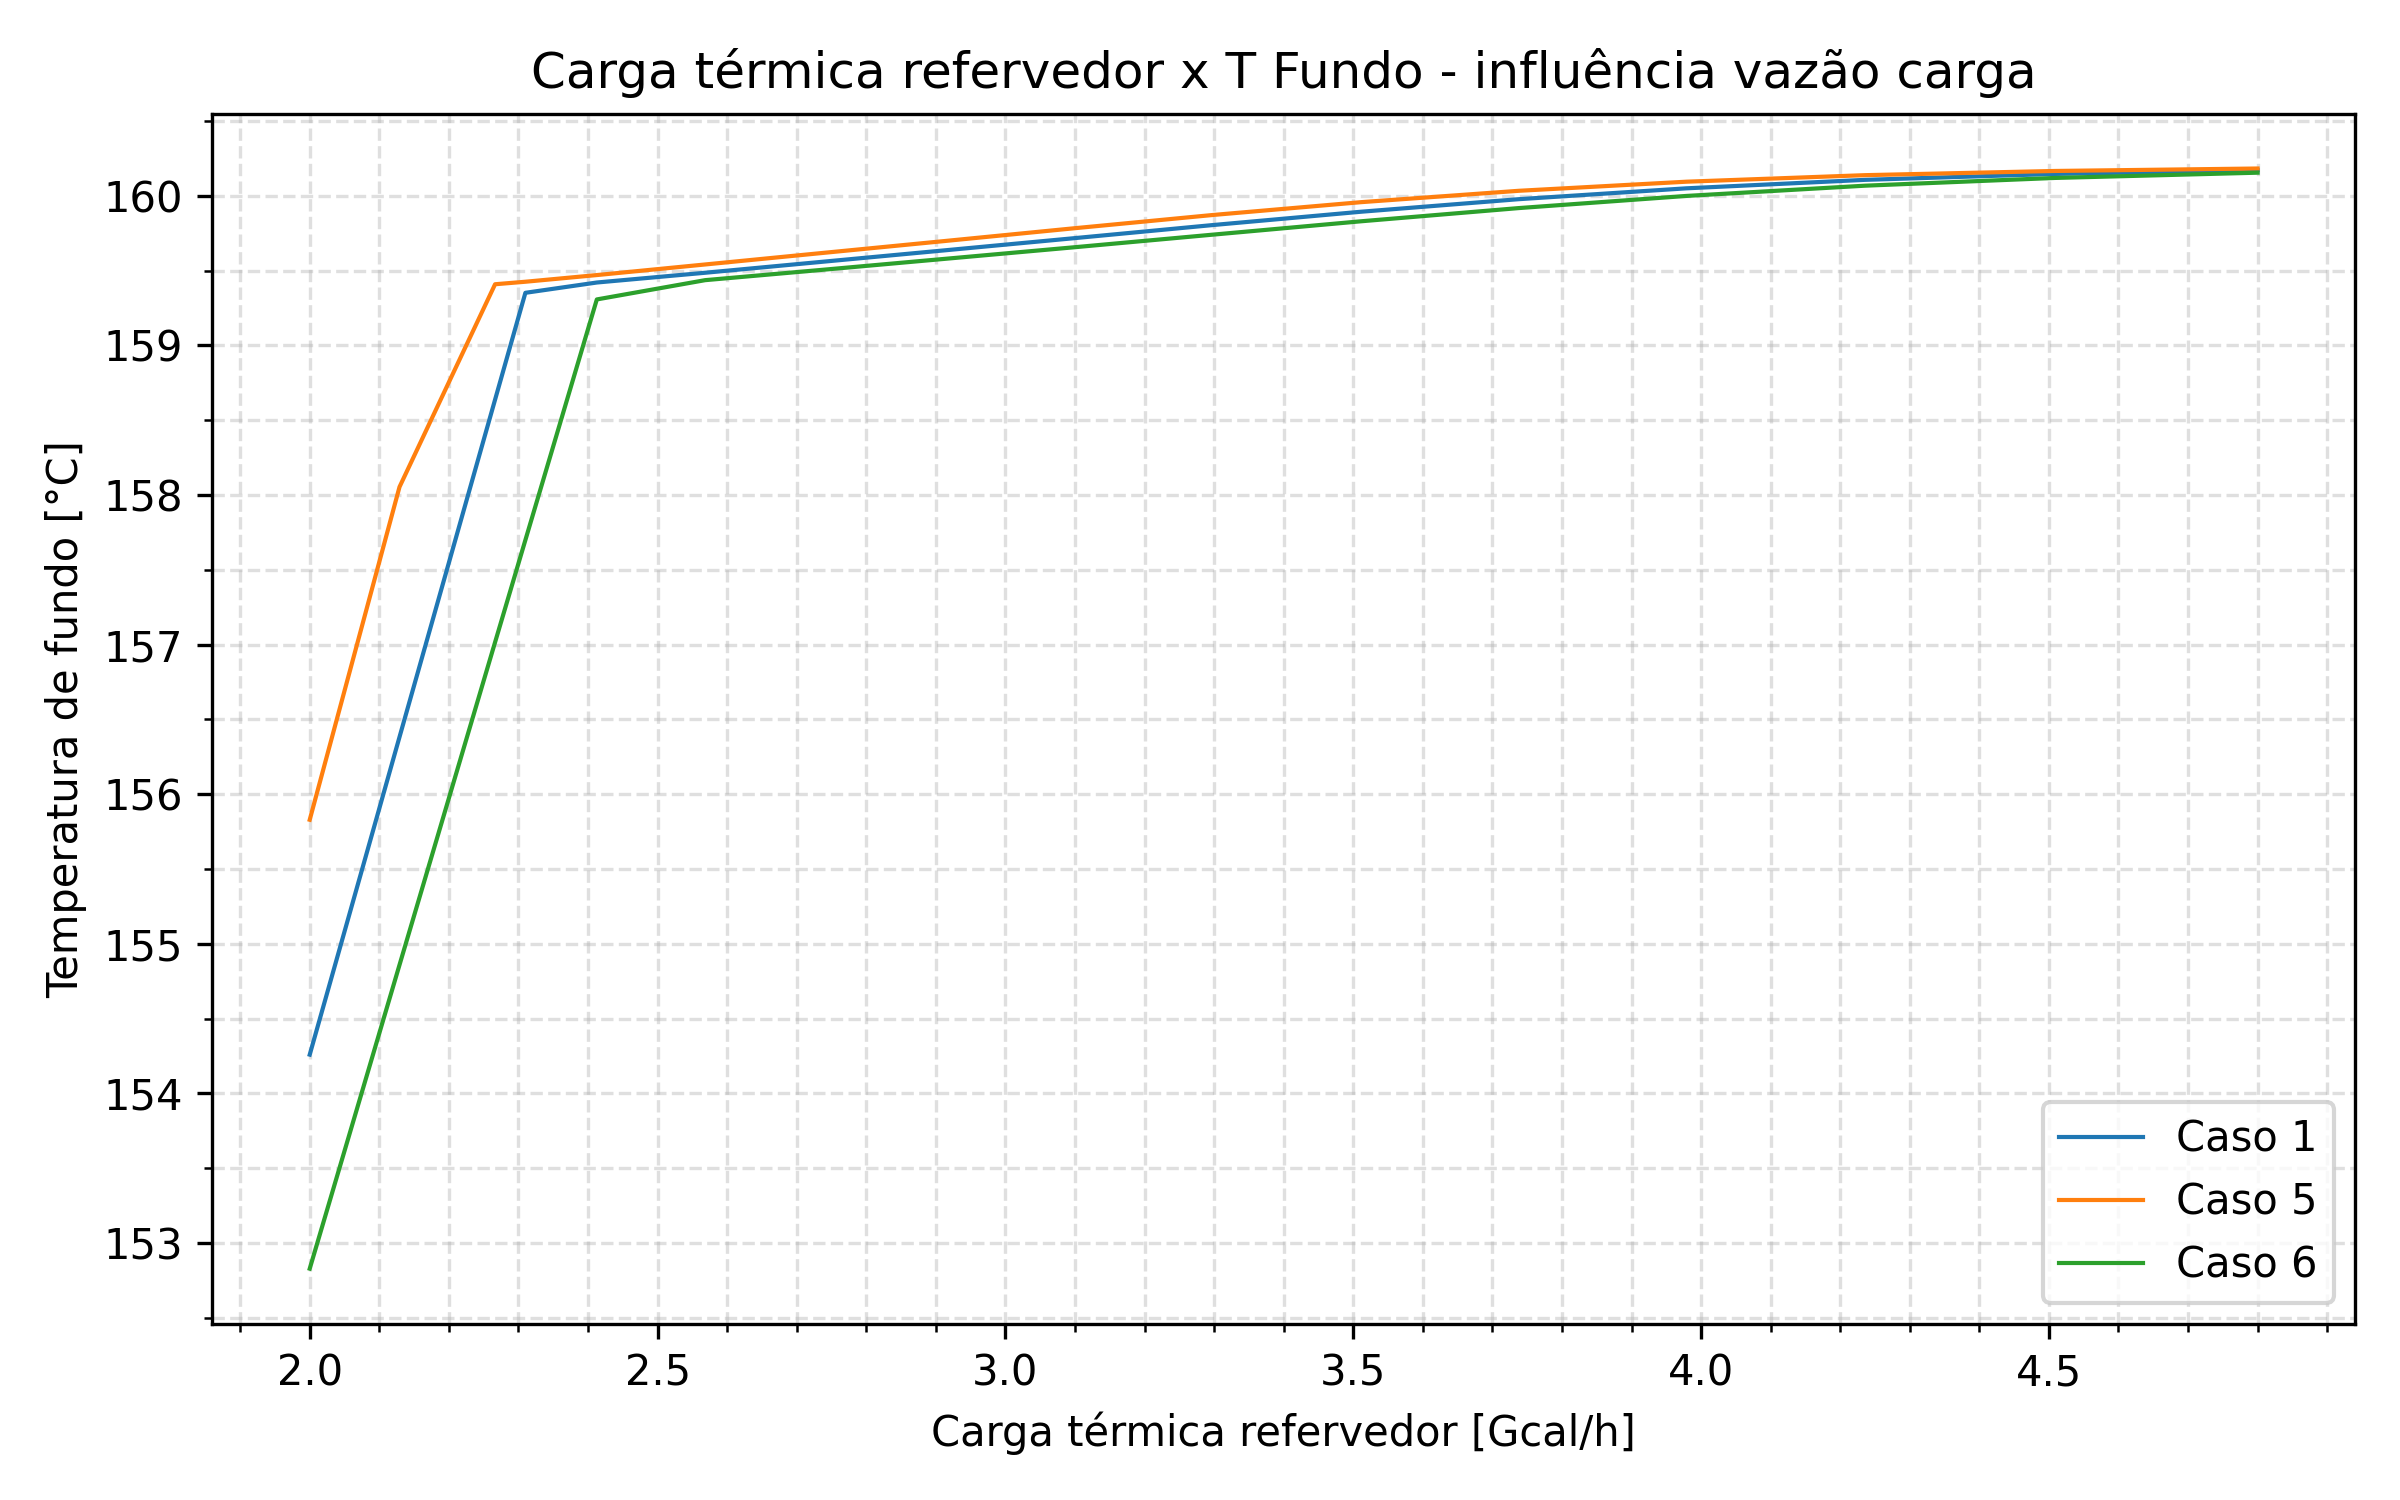 Carga térmica refervedor x T Fundo - influência vazão carga
Temperatura de fundo [°C]
160
159
158
157
156
155
154
153
2.0 2.5 3.0 3.5 4.0 4.5
Carga térmica refervedor [Gcal/h]
Caso 1
Caso 5
Caso 6